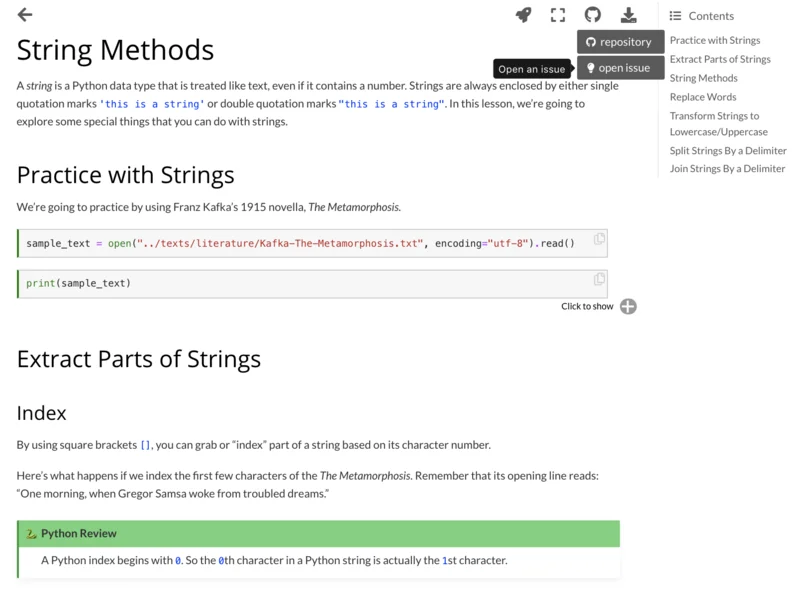 String Methods
A string is a Python data type that is treated like text, even if it contains a number. Strings are always enclosed by either single
quotation marks 'this is a string' or double quotation marks "this is a string". In this lesson, we’re going to
explore some special things that you can do with strings.
repository
Open an issue
open issue
Contents
Practice with Strings
Extract Parts of Strings
String Methods
Replace Words
Transform Strings to
Lowercase/Uppercase
Split Strings By a Delimiter
Join Strings By a Delimiter
Practice with Strings
We’re going to practice by using Franz Kafka’s 1915 novella, The Metamorphosis.
sample_text = open("../texts/literature/Kafka-The-Metamorphosis.txt", encoding="utf-8").read()
print(sample_text)
Click to show
Extract Parts of Strings
Index
By using square brackets [], you can grab or “index” part of a string based on its character number.
Here’s what happens if we index the first few characters of the The Metamorphosis. Remember that its opening line reads:
“One morning, when Gregor Samsa woke from troubled dreams.”
Python Review
A Python index begins with 0. So the 0th character in a Python string is actually the 1st character.